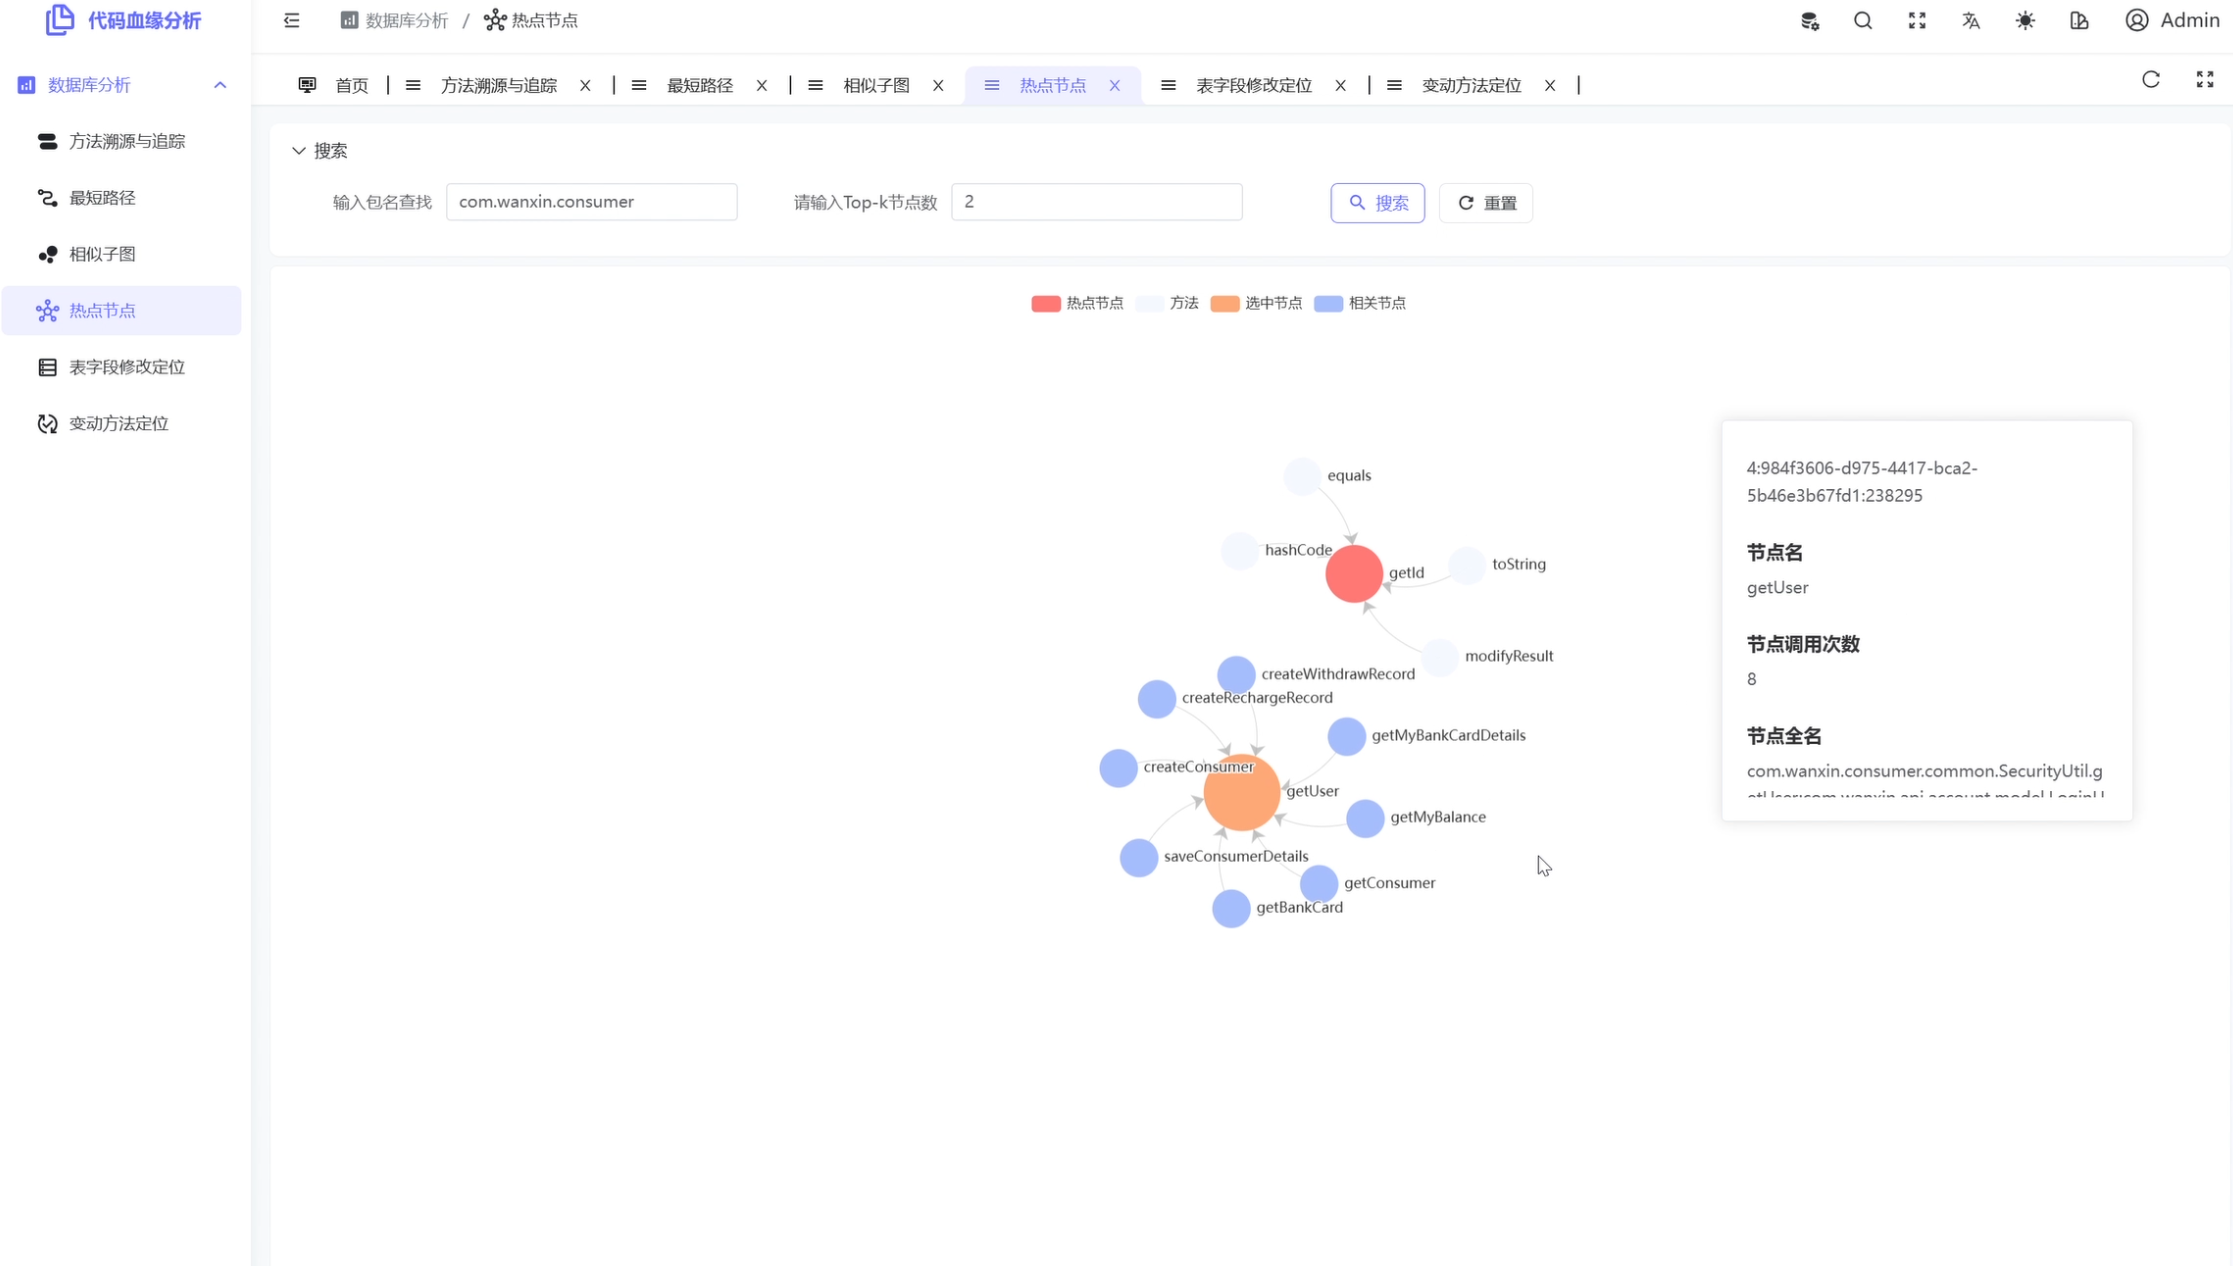 代码血缘分析
数据库分析 / 热点节点
Admin
数据库分析
方法溯源与追踪
最短路径
相似子图
热点节点
表字段修改定位
变动方法定位
首页 | 方法溯源与追踪 X | 最短路径 X | 相似子图 X 热点节点 X 表字段修改定位 X | 变动方法定位 X |
搜索
输入包名查找 com.wanxin.consumer 请输入Top-k节点数 2 搜索 重置
热点节点 方法 选中节点 相关节点
equals
hashCode
getId
toString
modifyResult
createWithdrawRecord
createRechargeRecord
getMyBankCardDetails
createConsumer
getUser
getMyBalance
saveConsumerDetails
getConsumer
getBankCard
4:984f3606-d975-4417-bca2-
5b46e3b67fd1:238295
节点名
getUser
节点调用次数
8
节点全名
com.wanxin.consumer.common.SecurityUtil.g